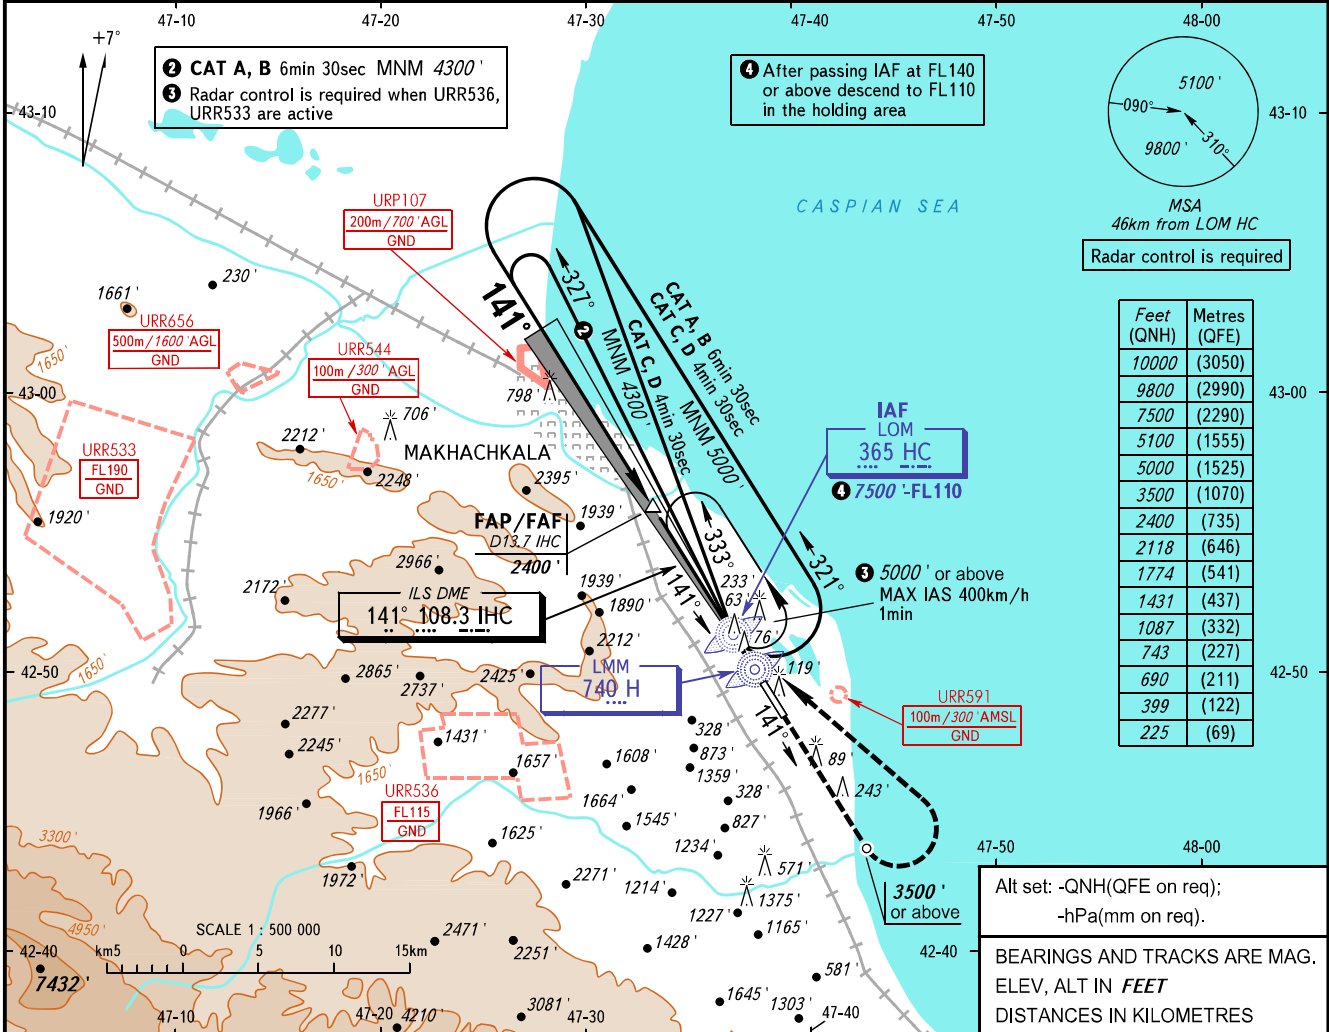 47-10
47-20
47-30
47-40
47-50
48-00
+7°
2 CAT A, B 6min 30sec MNM 4300'
3 Radar control is required when URR536,
URR533 are active
4 After passing IAF at FL140
or above descend to FL110
in the holding area
5100'
090°
9800'
310°
MSA
46km from LOM HC
Radar control is required
43-10
43-10
CASPIAN SEA
URP107
200m/700' AGL
GND
230'
1661'
URR656
500m/1600' AGL
GND
1650'
URR544
100m/300' AGL
GND
141°
327°
2
MNM 4300'
CAT C, D 4min 30sec
MNM 5000'
CAT A, B 6min 30sec
CAT C, D 4min 30sec
Feet
(QNH)
Metres
(QFE)
10000 (3050)
9800 (2990)
7500 (2290)
5100 (1555)
5000 (1525)
3500 (1070)
2400 (735)
2118 (646)
1774 (541)
1431 (437)
1087 (332)
743 (227)
690 (211)
399 (122)
225 (69)
43-00
43-00
798'
706'
MAKHACHKALA
2212'
1650'
2248'
URR533
FL190
GND
1920'
2395'
1939'
IAF
LOM
365 HC
4 7500'-FL110
FAP/FAF
D13.7 IHC
2400'
333°
321°
3 5000' or above
MAX IAS 400km/h
1min
2966'
2172'
1939'
1890'
ILS DME
141° 108.3 IHC
141°
233'
63'
76'
2212'
1650'
42-50
42-50
2865'
2737'
2425'
LMM
740 H
119'
URR591
100m/300' AMSL
GND
141°
2277'
2245'
1431'
1657'
1650'
URR536
FL115
GND
1966'
328'
873'
1359'
1608'
1664'
328'
89'
243'
1545'
827'
1234'
1625'
3300'
1972'
571'
2271'
1214'
1375'
1227'
1165'
3500'
or above
47-50
48-00
4950'
SCALE 1 : 500 000
km5 0 5 10 15km
2471'
2251'
1428'
581'
42-40
42-40
7432'
1645'
1303'
3081'
4210'
47-10
47-20
47-30
47-40
Alt set: -QNH(QFE on req);
-hPa(mm on req).
BEARINGS AND TRACKS ARE MAG.
ELEV, ALT IN FEET
DISTANCES IN KILOMETRES